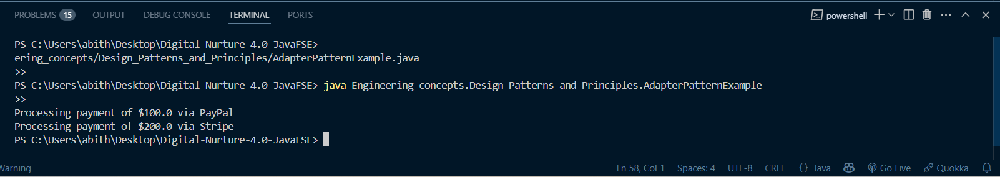 PROBLEMS 15 OUTPUT DEBUG CONSOLE TERMINAL PORTS powershell
PS C:\Users\abith\Desktop\Digital-Nurture-4.0-JavaFSE>
ering_concepts/Design_Patterns_and_Principles/AdapterPatternExample.java
>>
PS C:\Users\abith\Desktop\Digital-Nurture-4.0-JavaFSE> java Engineering_concepts.Design_Patterns_and_Principles.AdapterPatternExample
>>
Processing payment of $100.0 via PayPal
Processing payment of $200.0 via Stripe
PS C:\Users\abith\Desktop\Digital-Nurture-4.0-JavaFSE>
Warning Ln 58, Col 1 Spaces: 4 UTF-8 CRLF {} Java Go Live Quokka